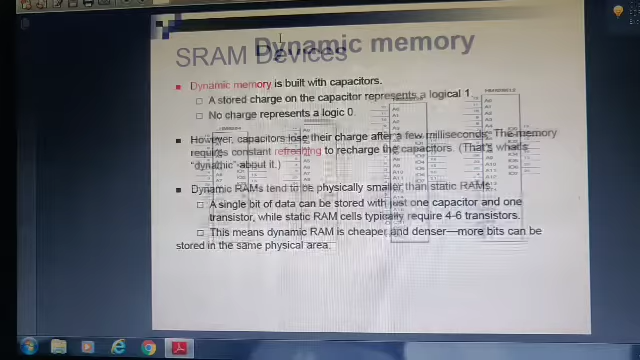 Dynamic memory
SRAM Devices
Dynamic memory is built with capacitors.
A stored charge on the capacitor represents a logical 1.
No charge represents a logic 0.
However, capacitors lose their charge after a few milliseconds. The memory
requires constant refreshing to recharge the capacitors. (That's what's
"dynamic" about it.)
Dynamic RAMs tend to be physically smaller than static RAMs.
A single bit of data can be stored with just one capacitor and one
transistor, while static RAM cells typically require 4-6 transistors.
This means dynamic RAM is cheaper and denser—more bits can be
stored in the same physical area.